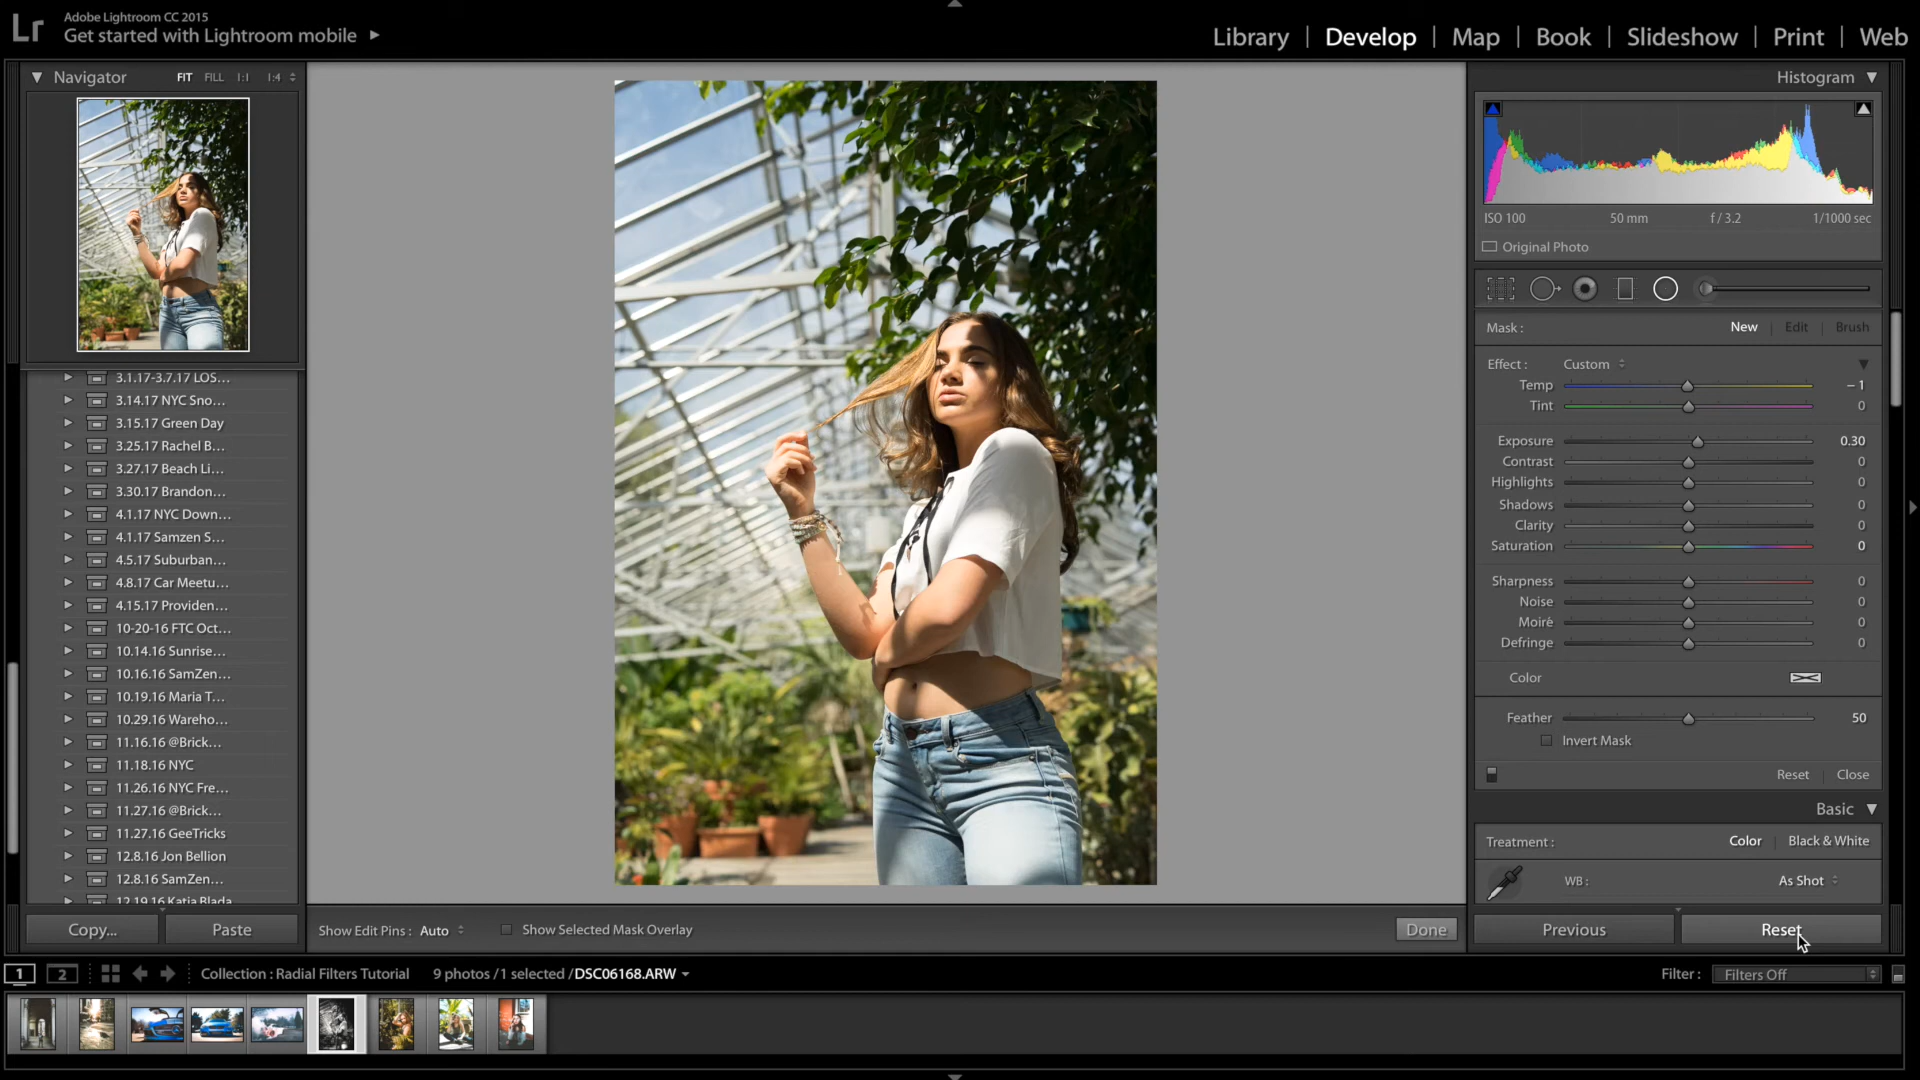 Lr
Adobe Lightroom CC 2015
Get started with Lightroom mobile
Library | Develop | Map | Book | Slideshow | Print | Web
Navigator FIT FILL 1:1 1:4
3.1.17-3.7.17 LOS...
3.14.17 NYC Sno...
3.15.17 Green Day
3.25.17 Rachel B...
3.27.17 Beach Li...
3.30.17 Brandon...
4.1.17 NYC Down...
4.1.17 Samzen S...
4.5.17 Suburban...
4.8.17 Car Meetu...
4.15.17 Providen...
10-20-16 FTC Oct...
10.14.16 Sunrise...
10.16.16 SamZen...
10.19.16 Maria T...
10.29.16 Wareho...
11.16.16 @Brick...
11.18.16 NYC
11.26.16 NYC Fre...
11.27.16 @Brick...
11.27.16 GeeTricks
12.8.16 Jon Bellion
12.8.16 SamZen...
12.19.16 Katia Blada
Copy... Paste
Show Edit Pins : Auto Show Selected Mask Overlay Done
Histogram
ISO 100 50 mm f / 3.2 1/1000 sec
Original Photo
Mask : New | Edit | Brush
Effect : Custom
Temp – 1
Tint 0
Exposure 0.30
Contrast 0
Highlights 0
Shadows 0
Clarity 0
Saturation 0
Sharpness 0
Noise 0
Moiré 0
Defringe 0
Color
Feather 50
Invert Mask
Reset Close
Basic
Treatment : Color | Black & White
WB : As Shot
Previous Reset
1 2 Collection : Radial Filters Tutorial 9 photos /1 selected /DSC06168.ARW Filter : Filters Off